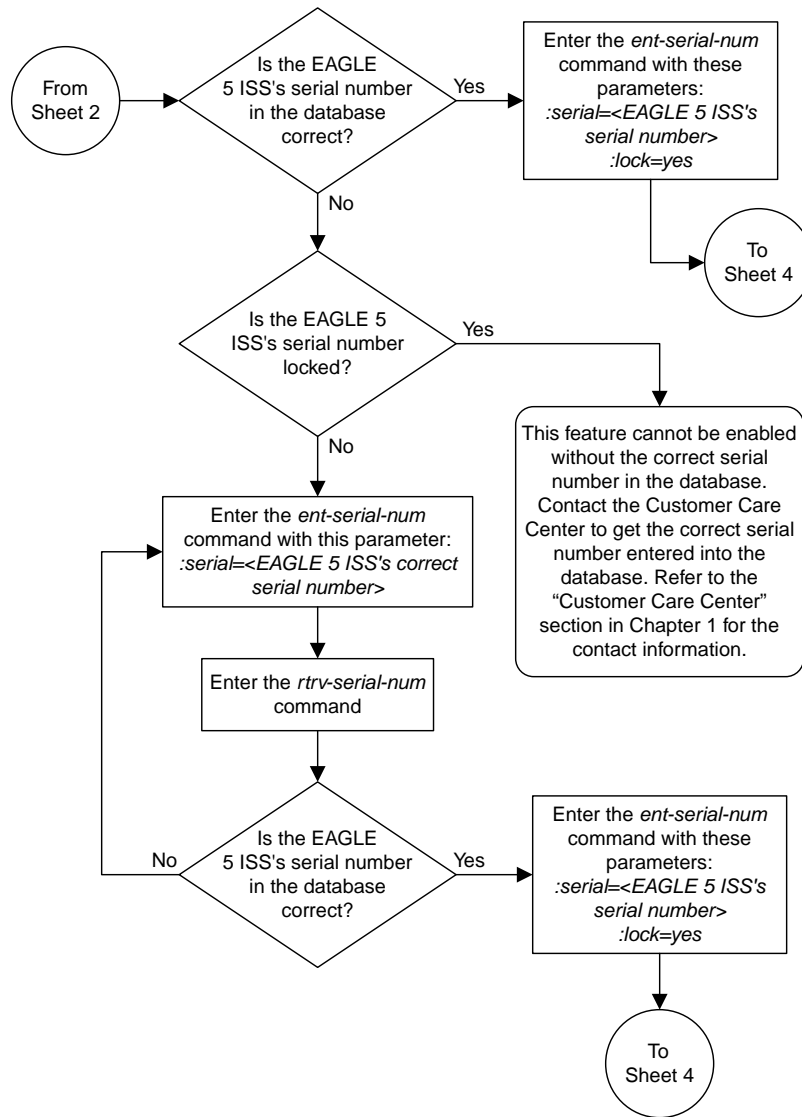 From
Sheet 2
Is the EAGLE
5 ISS's serial number
in the database
correct?
Yes
Enter the ent-serial-num
command with these
parameters:
:serial=<EAGLE 5 ISS's
serial number>
:lock=yes
No
To
Sheet 4
Is the EAGLE 5
ISS's serial number
locked?
Yes
This feature cannot be enabled
without the correct serial
number in the database.
Contact the Customer Care
Center to get the correct serial
number entered into the
database. Refer to the
“Customer Care Center”
section in Chapter 1 for the
contact information.
No
Enter the ent-serial-num
command with this parameter:
:serial=<EAGLE 5 ISS's correct
serial number>
Enter the rtrv-serial-num
command
Is the EAGLE
5 ISS's serial number
in the database
correct?
No
Yes
Enter the ent-serial-num
command with these
parameters:
:serial=<EAGLE 5 ISS's
serial number>
:lock=yes
To
Sheet 4